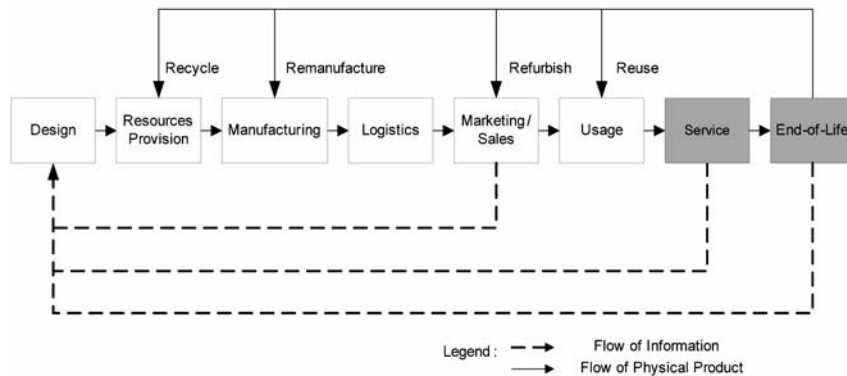 Recycle
Remanufacture
Refurbish
Reuse
Design
Resources
Provision
Manufacturing
Logistics
Marketing/
Sales
Usage
Service
End-of-Life
Legend :
Flow of Information
Flow of Physical Product